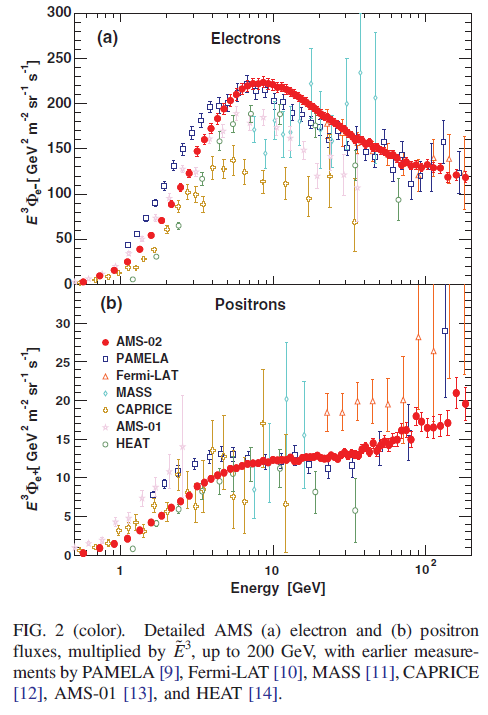 300
(a)
Electrons
250
200
150
100
50
0
E³Φe- [ GeV² m⁻² sr⁻¹ s⁻¹ ]
(b)
Positrons
30
25
20
15
10
5
0
E³Φe+ [ GeV² m⁻² sr⁻¹ s⁻¹ ]
AMS-02
PAMELA
Fermi-LAT
MASS
CAPRICE
AMS-01
HEAT
1 10 10²
Energy [GeV]
FIG. 2 (color). Detailed AMS (a) electron and (b) positron
fluxes, multiplied by Ẽ³, up to 200 GeV, with earlier measure-
ments by PAMELA [9], Fermi-LAT [10], MASS [11], CAPRICE
[12], AMS-01 [13], and HEAT [14].